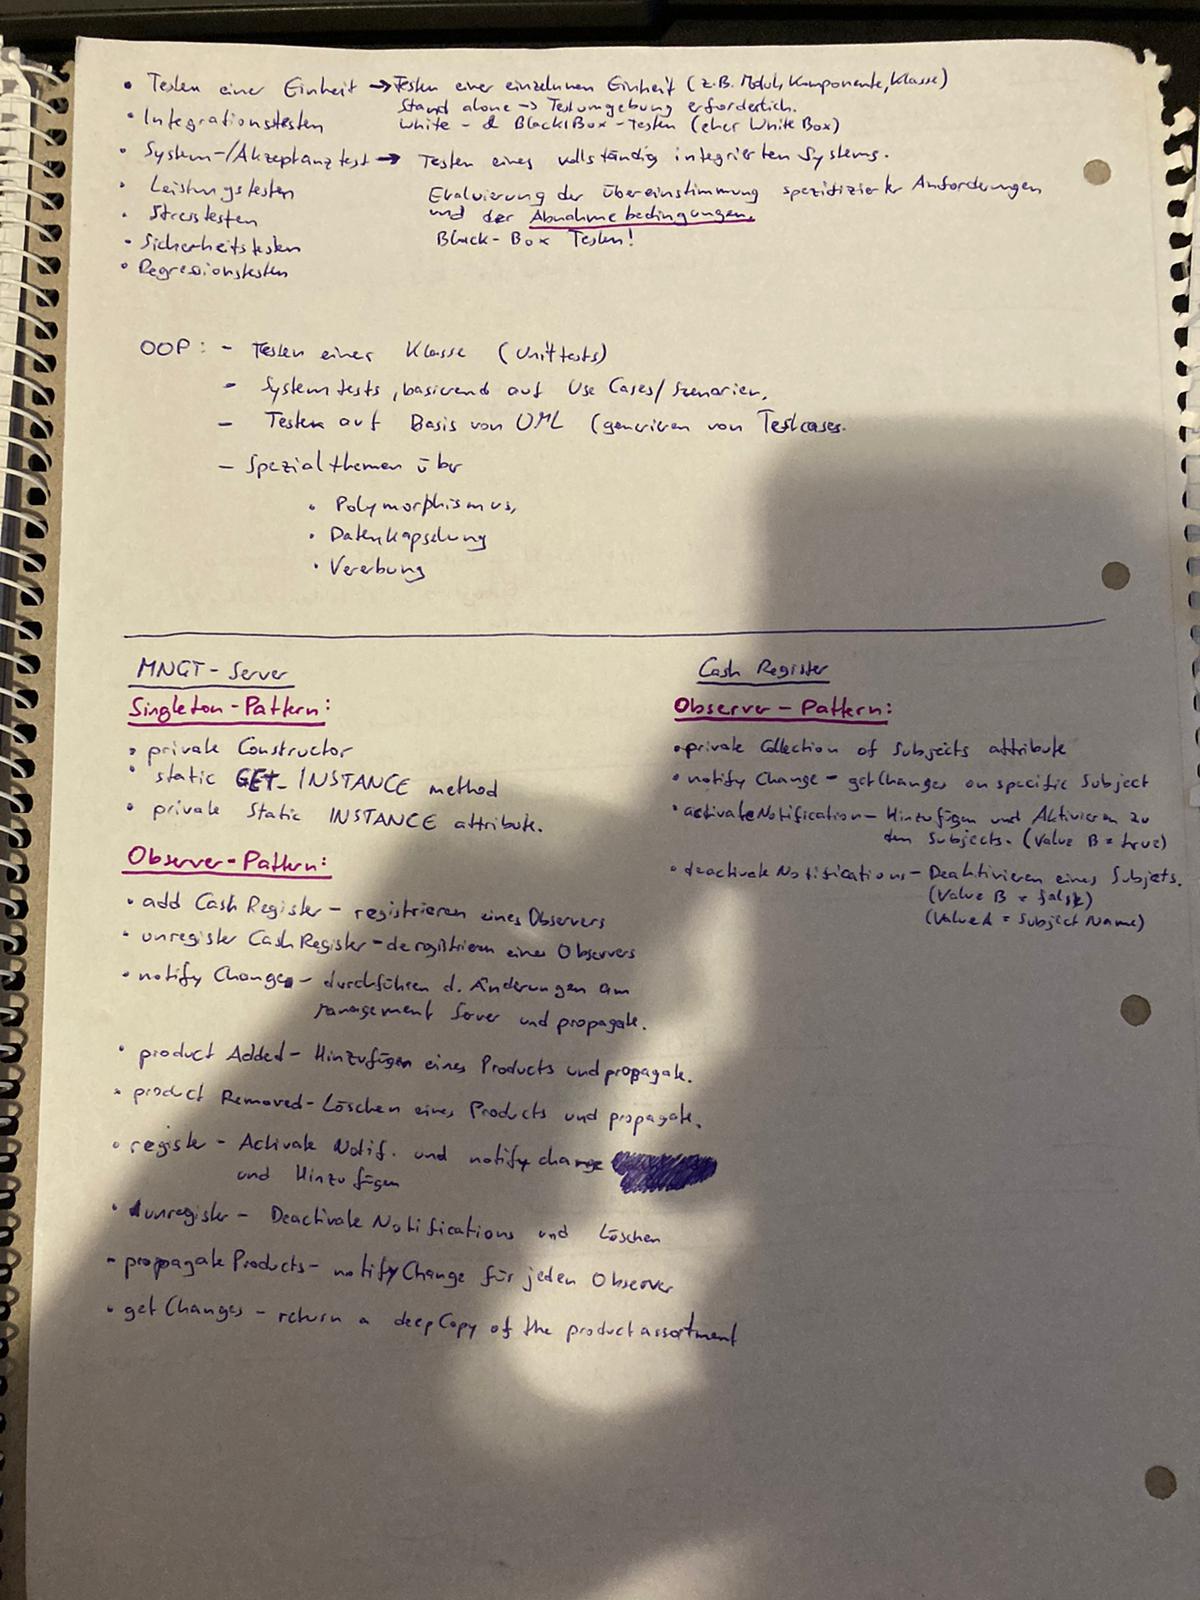 • Testen einer Einheit → Testen einer einzelnen Einheit (z.B. Modul, Komponente, Klasse)
Stand alone → Testumgebung erforderlich.
White- & Black Box-Testen (eher White Box)
• Integrationstesten
• System-/Akzeptanztest → Testen eines vollständig integrierten Systems.
Evaluierung der Übereinstimmung spezifizierter Anforderungen
und der Abnahmebedingungen.
Black-Box Testen!
• Leistungstesten
• Stresstesten
• Sicherheitstesten
• Regressionstesten
OOP: - Testen einer Klasse (Unittests)
- Systemtests, basierend auf Use Cases/Szenarien.
- Testen auf Basis von UML (generieren von Testcases.
- Spezialthemen über
• Polymorphismus,
• Datenkapselung
• Vererbung
MNGT-Server
Singleton-Pattern:
• private Constructor
• static GET_INSTANCE method
• private static INSTANCE attribute.
Observer-Pattern:
• add Cash Register - registrieren eines Observers
• unregister Cash Register - deregistrieren eines Observers
• notify Changes - durchführen d. Änderungen am
Management Server und propagate.
• product Added - Hinzufügen eines Products und propagate.
• product Removed - Löschen eines Products und propagate.
• register - Activate Notif. und notify change
und Hinzufügen
• unregister - Deactivate Notifications und Löschen
• propagate Products - notifyChange für jeden Observer
• get Changes - return a deepCopy of the productassortment
Cash Register
Observer-Pattern:
• private Collection of Subjects attribute
• notify Change - getChanges on specific Subject
• activateNotification - Hinzufügen und Aktivieren zu
den Subjects. (Value B = true)
• deactivate Notifications - Deaktivieren eines Subjets.
(Value B = false)
(Value A = Subject Name)